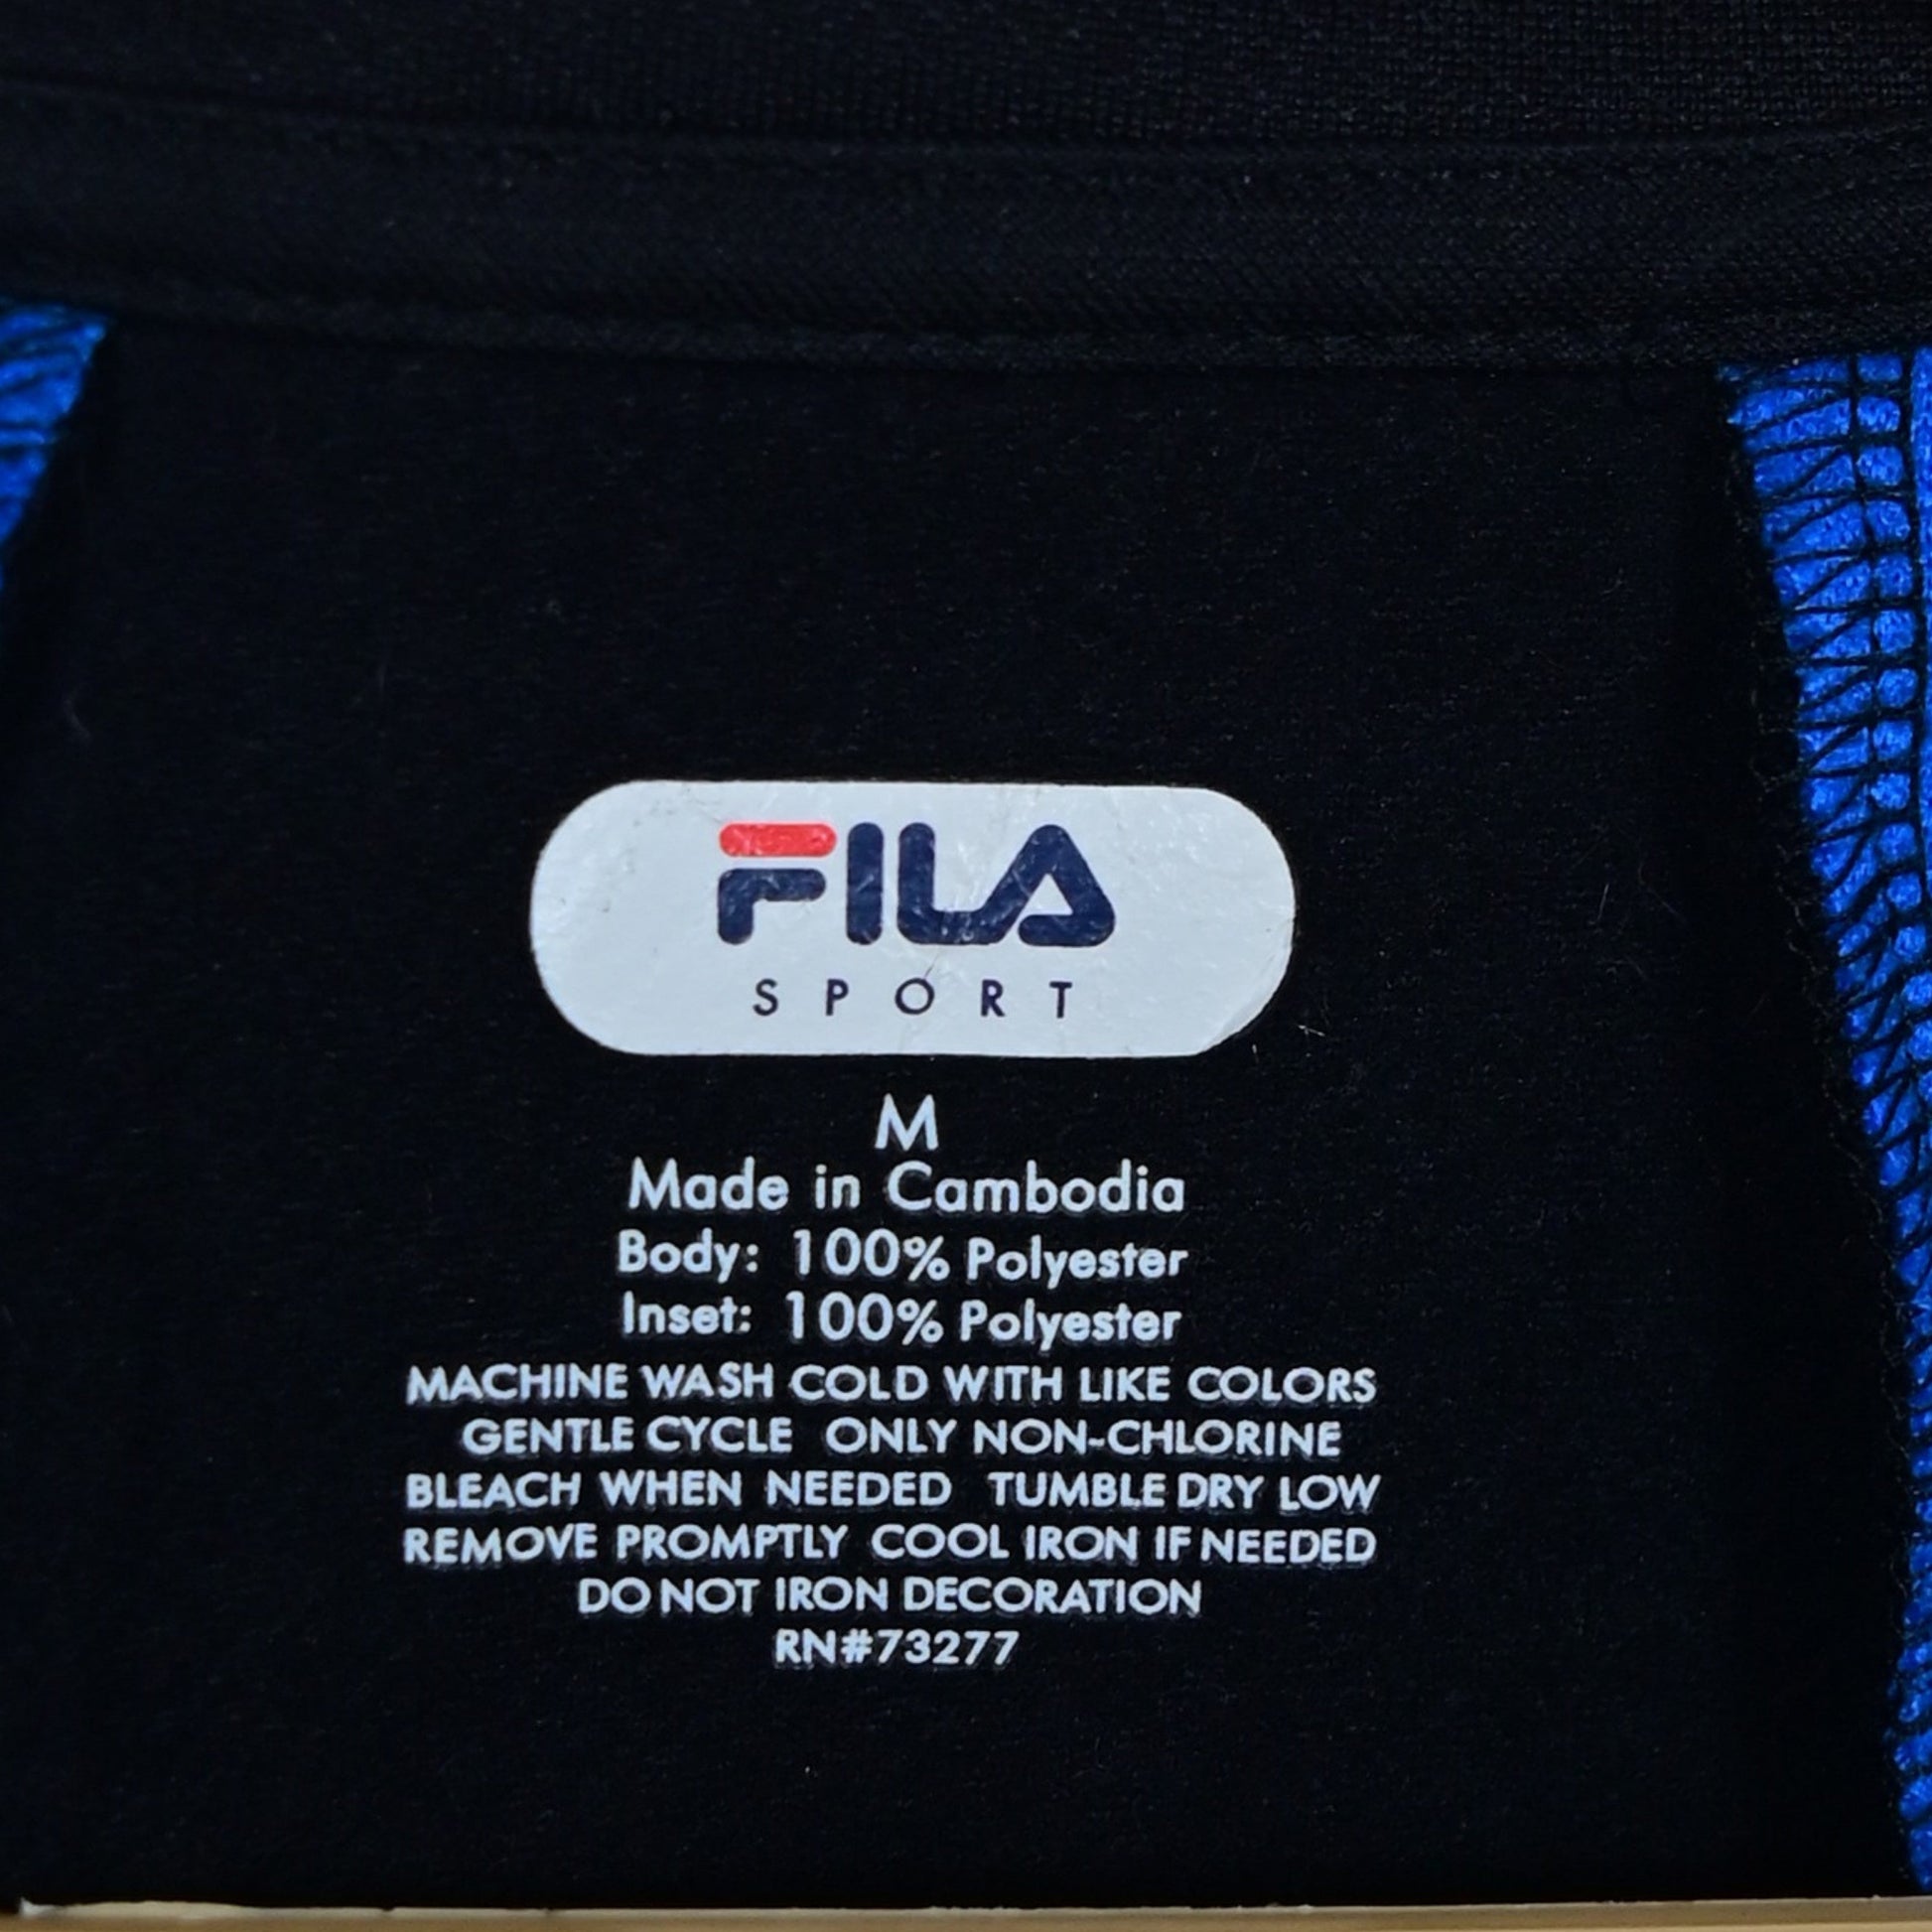 FILA
SPORT
M
Made in Cambodia
Body: 100% Polyester
Inset: 100% Polyester
MACHINE WASH COLD WITH LIKE COLORS
GENTLE CYCLE ONLY NON-CHLORINE
BLEACH WHEN NEEDED TUMBLE DRY LOW
REMOVE PROMPTLY COOL IRON IF NEEDED
DO NOT IRON DECORATION
RN#73277